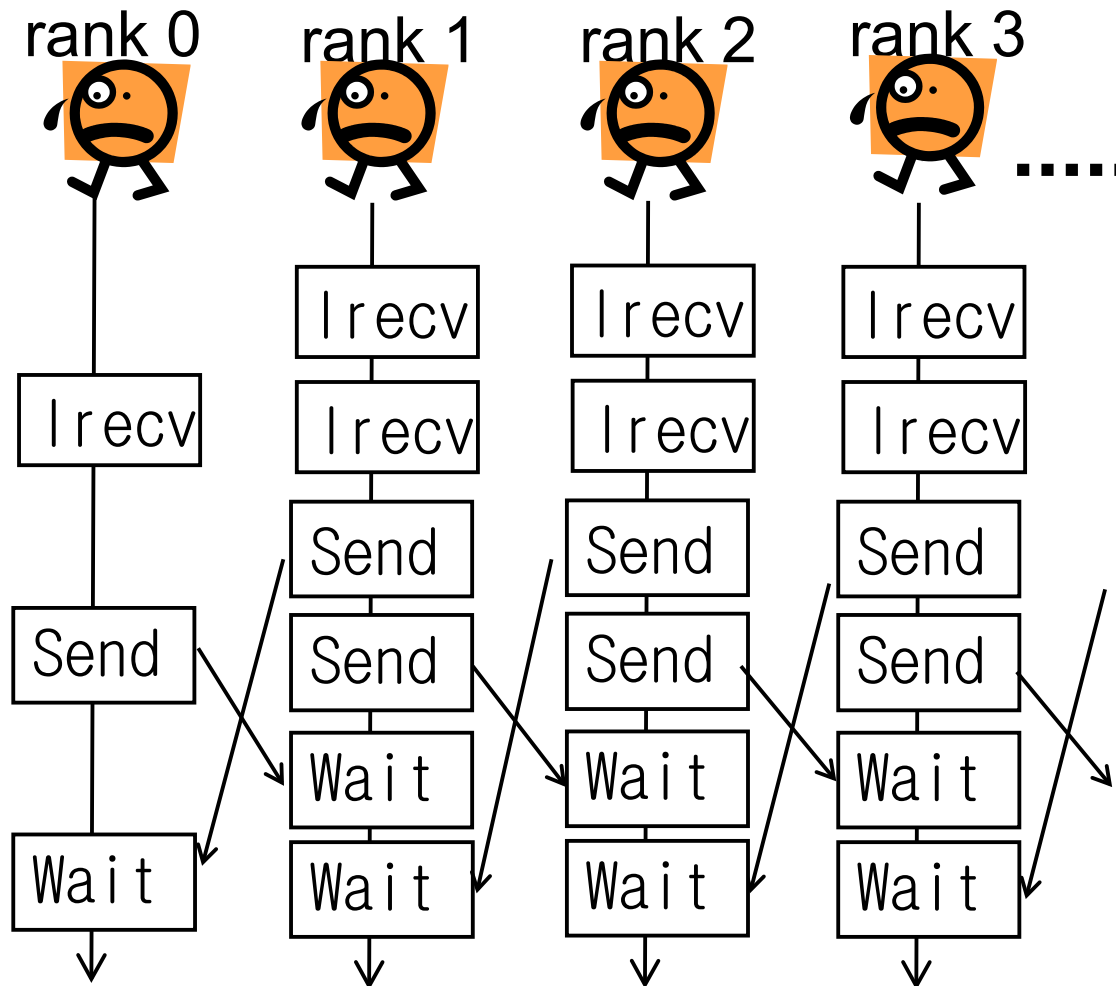 rank 0 rank 1 rank 2 rank 3
......
Irecv Irecv Irecv
Irecv Irecv Irecv Irecv
Send Send Send
Send Send Send Send
Wait Wait Wait
Wait Wait Wait Wait